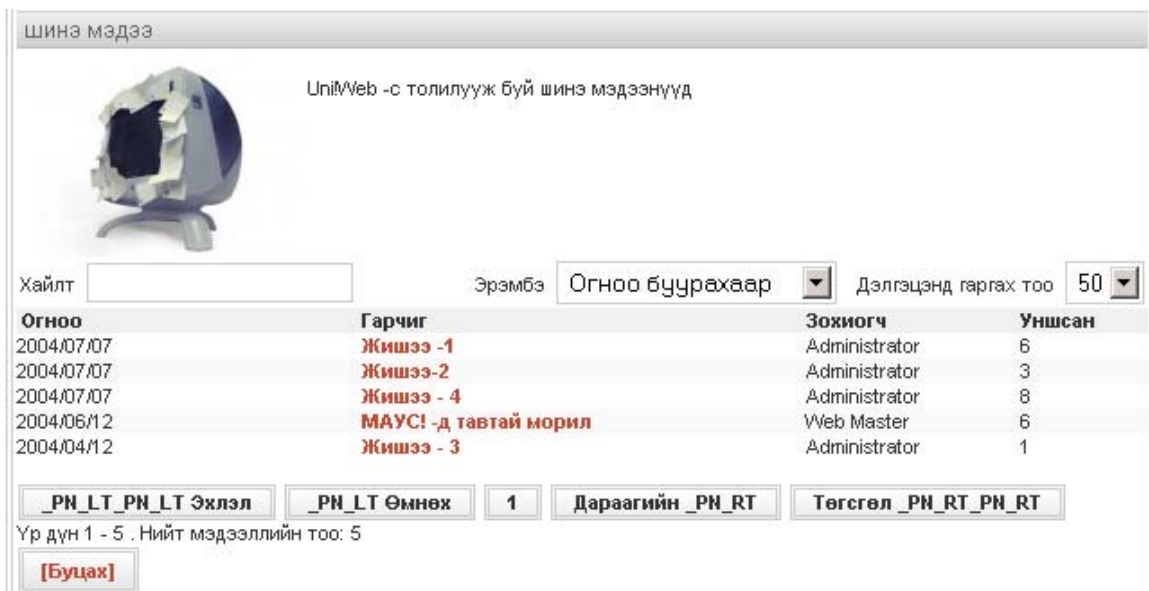 шинэ мэдээ
UniWeb -с толилууж буй шинэ мэдээнүүд
Хайлт Эрэмбэ Огноо буурахаар Дэлгэцэнд гаргах тоо 50
Огноо Гарчиг Зохиогч Уншсан
2004/07/07 Жишээ -1 Administrator 6
2004/07/07 Жишээ-2 Administrator 3
2004/07/07 Жишээ - 4 Administrator 8
2004/06/12 МАУС! -д тавтай морил Web Master 6
2004/04/12 Жишээ - 3 Administrator 1
_PN_LT_PN_LT Эхлэл _PN_LT Өмнөх 1 Дараагийн _PN_RT Төгсгөл _PN_RT_PN_RT
Үр дүн 1 - 5 . Нийт мэдээллийн тоо: 5
[Буцах]